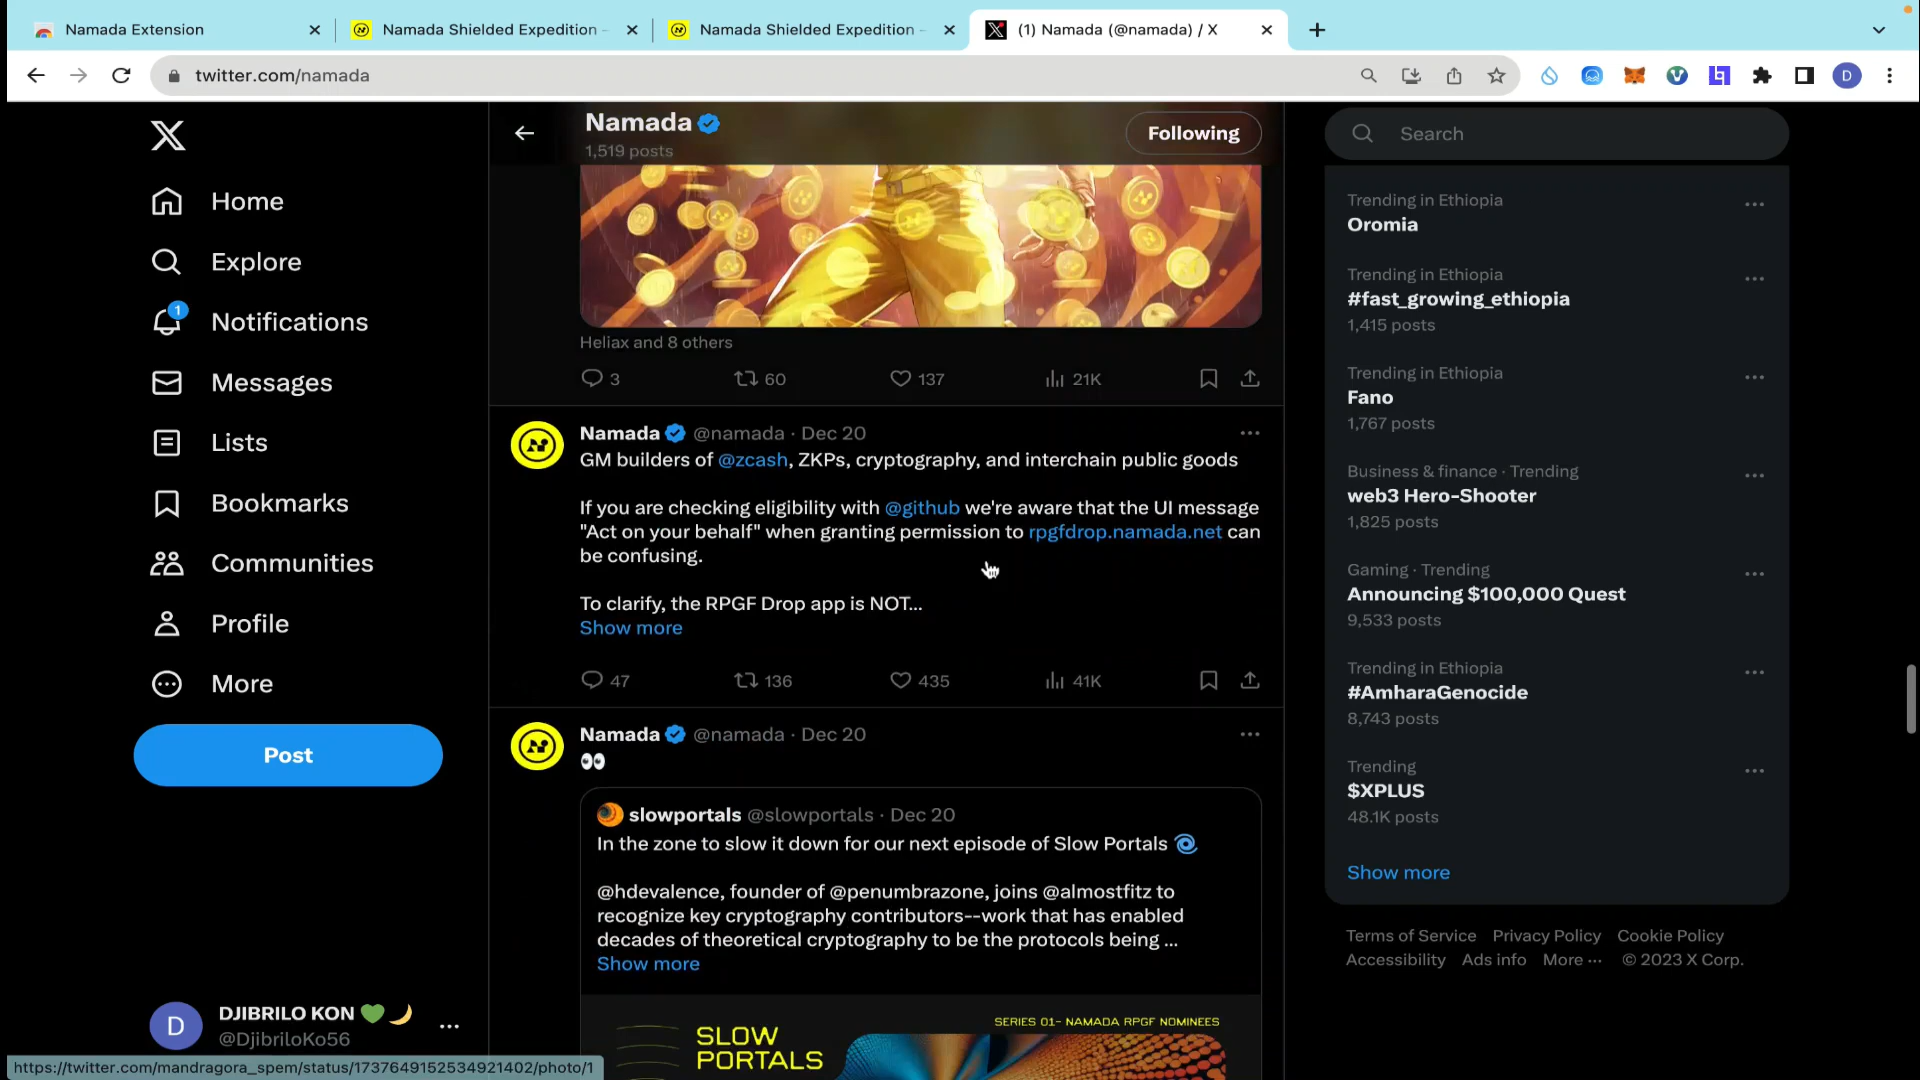 Namada Extension
Namada Shielded Expedition -
Namada Shielded Expedition -
(1) Namada (@namada) / X
twitter.com/namada
D
Home
Explore
1
Notifications
Messages
Lists
Bookmarks
Communities
Profile
More
Post
D
DJIBRILO KON 💚🌙
@DjibriloKo56
https://twitter.com/mandragora_spem/status/1737649152534921402/photo/1
Namada
1,519 posts
Following
Heliax and 8 others
3
60
137
21K
Namada @namada · Dec 20
GM builders of @zcash, ZKPs, cryptography, and interchain public goods
If you are checking eligibility with @github we're aware that the UI message
"Act on your behalf" when granting permission to rpgfdrop.namada.net can
be confusing.
To clarify, the RPGF Drop app is NOT...
Show more
47
136
435
41K
Namada @namada · Dec 20
👀
slowportals @slowportals · Dec 20
In the zone to slow it down for our next episode of Slow Portals 🌀
@hdevalence, founder of @penumbrazone, joins @almostfitz to
recognize key cryptography contributors--work that has enabled
decades of theoretical cryptography to be the protocols being ...
Show more
SERIES 01- NAMADA RPGF NOMINEES
SLOW
PORTALS
Search
Trending in Ethiopia
Oromia
Trending in Ethiopia
#fast_growing_ethiopia
1,415 posts
Trending in Ethiopia
Fano
1,767 posts
Business & finance · Trending
web3 Hero-Shooter
1,825 posts
Gaming · Trending
Announcing $100,000 Quest
9,533 posts
Trending in Ethiopia
#AmharaGenocide
8,743 posts
Trending
$XPLUS
48.1K posts
Show more
Terms of Service Privacy Policy Cookie Policy
Accessibility Ads info More ··· © 2023 X Corp.